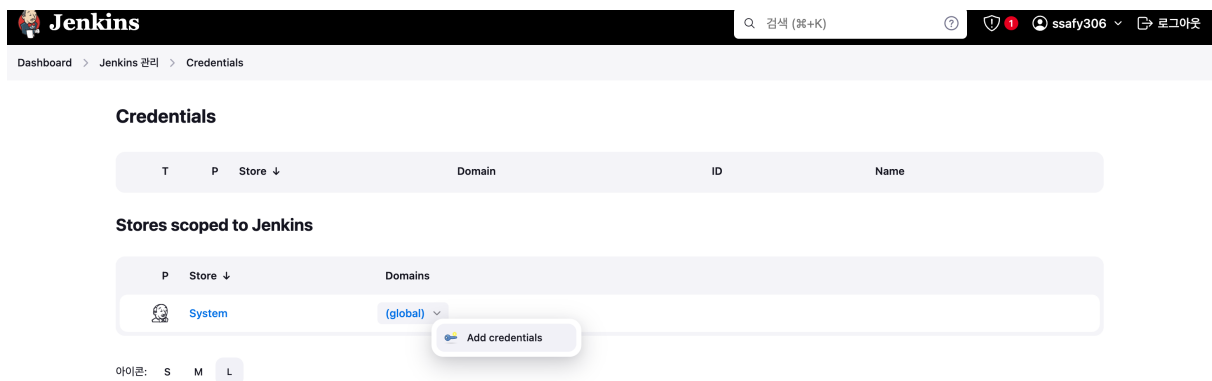 Jenkins
검색 (⌘+K)
1
ssafy306
로그아웃
Dashboard > Jenkins 관리 > Credentials
Credentials
T P Store ↓ Domain ID Name
Stores scoped to Jenkins
P Store ↓ Domains
System (global)
Add credentials
아이콘: S M L